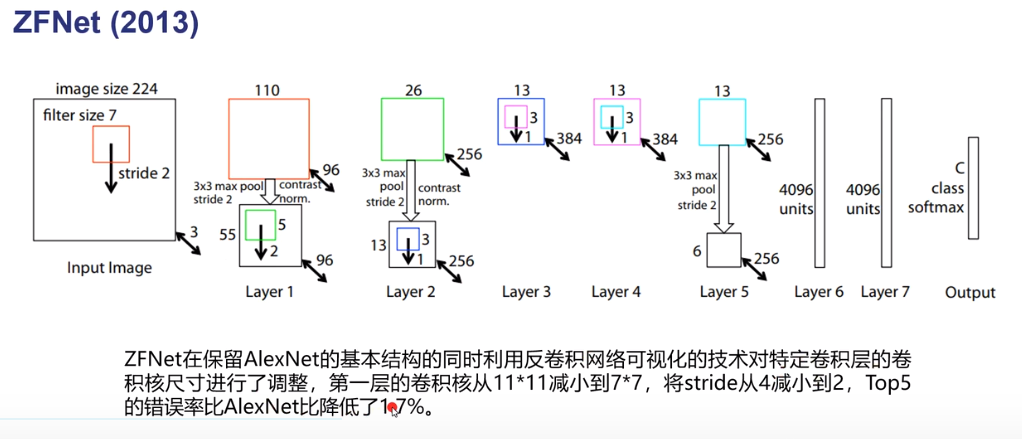 ZFNet (2013)
image size 224
filter size 7
stride 2
3
Input Image
110
96
3x3 max pool
stride 2
contrast
norm.
55
5
2
96
Layer 1
26
256
3x3 max
pool
stride 2
contrast
norm.
13
3
1
256
Layer 2
13
3
1
384
Layer 3
13
3
1
384
Layer 4
13
256
3x3 max
pool
stride 2
6
256
Layer 5
4096
units
Layer 6
4096
units
Layer 7
C
class
softmax
Output
ZFNet在保留AlexNet的基本结构的同时利用反卷积网络可视化的技术对特定卷积层的卷
积核尺寸进行了调整，第一层的卷积核从11*11减小到7*7，将stride从4减小到2，Top5
的错误率比AlexNet比降低了1.7%。